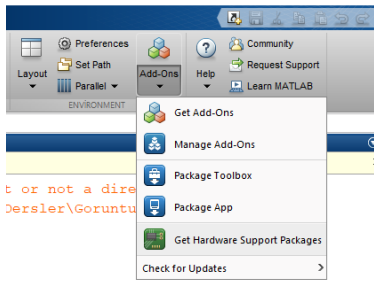 Preferences
Community
Set Path
Request Support
Layout
Add-Ons
Help
Parallel
Learn MATLAB
ENVIRONMENT
Get Add-Ons
Manage Add-Ons
t or not a dire
Package Toolbox
Dersler\Goruntu
Package App
Get Hardware Support Packages
Check for Updates